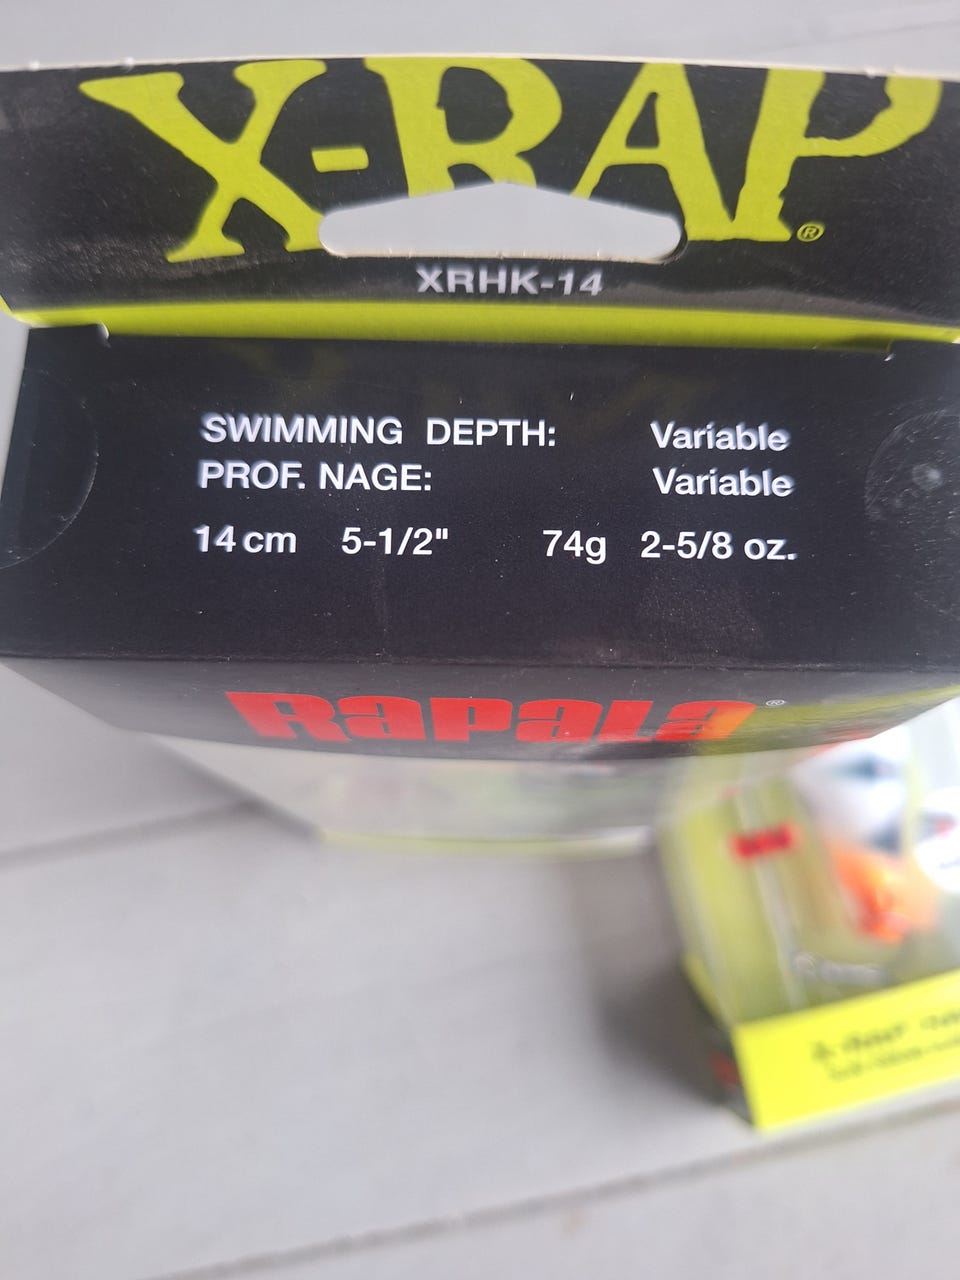 X-RAP®
XRHK-14
SWIMMING DEPTH: Variable
PROF. NAGE: Variable
14 cm 5-1/2" 74g 2-5/8 oz.
RAPALA®